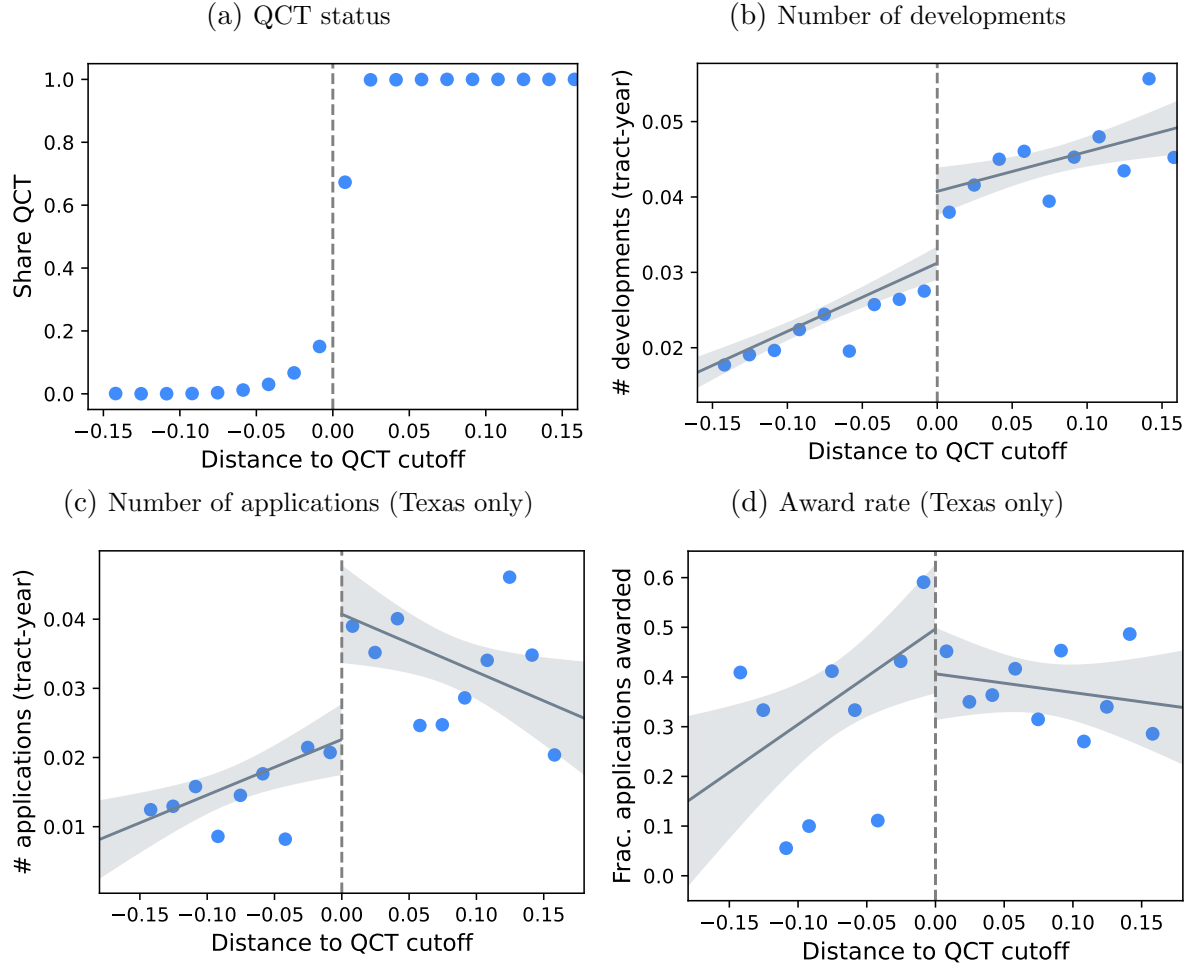 (a) QCT status
Share QCT
1.0
0.8
0.6
0.4
0.2
0.0
−0.15 −0.10 −0.05 0.00 0.05 0.10 0.15
Distance to QCT cutoff
(b) Number of developments
# developments (tract-year)
0.05
0.04
0.03
0.02
−0.15 −0.10 −0.05 0.00 0.05 0.10 0.15
Distance to QCT cutoff
(c) Number of applications (Texas only)
# applications (tract-year)
0.04
0.03
0.02
0.01
−0.15 −0.10 −0.05 0.00 0.05 0.10 0.15
Distance to QCT cutoff
(d) Award rate (Texas only)
Frac. applications awarded
0.6
0.5
0.4
0.3
0.2
0.1
0.0
−0.15 −0.10 −0.05 0.00 0.05 0.10 0.15
Distance to QCT cutoff